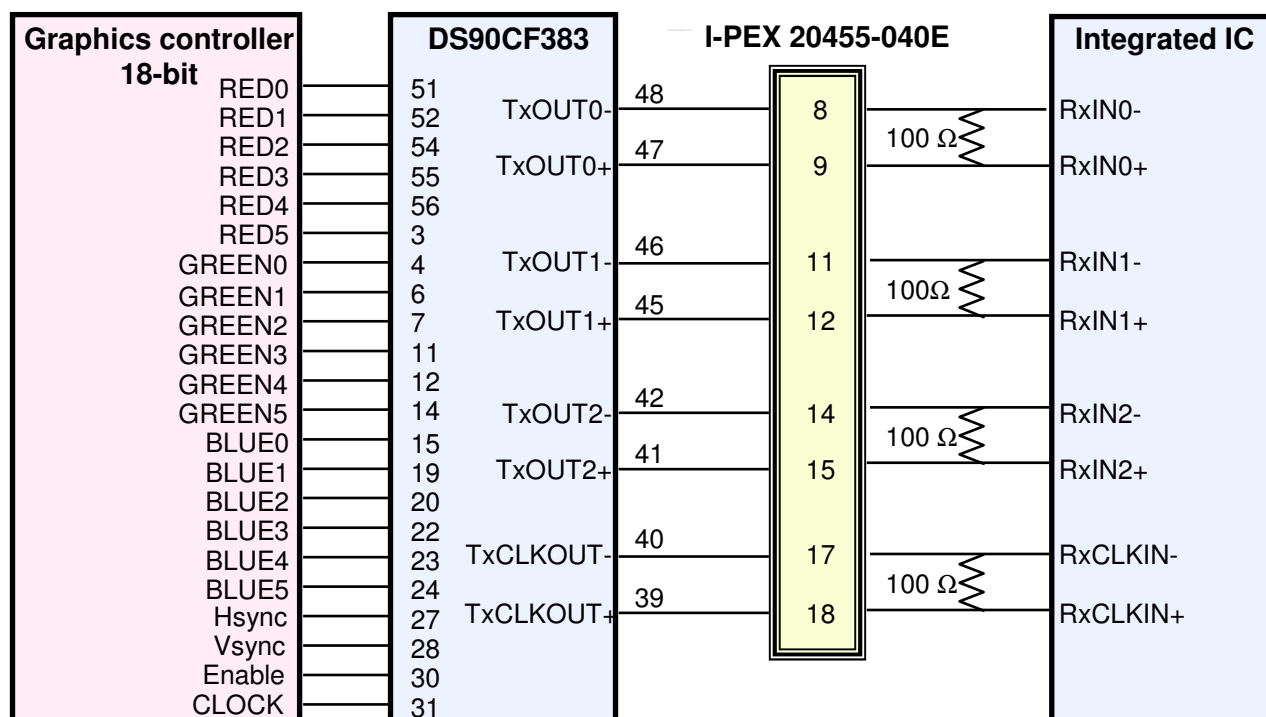 Graphics controller
18-bit
DS90CF383
I-PEX 20455-040E
Integrated IC
RED0 51
RED1 52
RED2 54
RED3 55
RED4 56
RED5 3
GREEN0 4
GREEN1 6
GREEN2 7
GREEN3 11
GREEN4 12
GREEN5 14
BLUE0 15
BLUE1 19
BLUE2 20
BLUE3 22
BLUE4 23
BLUE5 24
Hsync 27
Vsync 28
Enable 30
CLOCK 31
TxOUT0- 48 8 RxIN0-
100 Ω
TxOUT0+ 47 9 RxIN0+
TxOUT1- 46 11 RxIN1-
100Ω
TxOUT1+ 45 12 RxIN1+
TxOUT2- 42 14 RxIN2-
100 Ω
TxOUT2+ 41 15 RxIN2+
TxCLKOUT- 40 17 RxCLKIN-
100 Ω
TxCLKOUT+ 39 18 RxCLKIN+